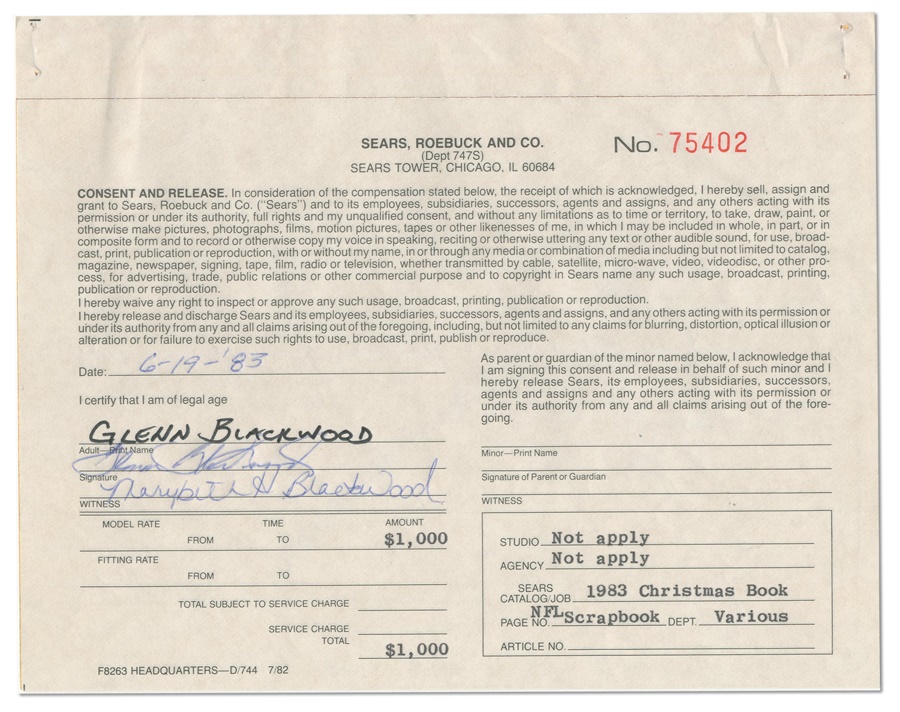 SEARS, ROEBUCK AND CO.
(Dept 747S)
SEARS TOWER, CHICAGO, IL 60684
No. 75402
CONSENT AND RELEASE. In consideration of the compensation stated below, the receipt of which is acknowledged, I hereby sell, assign and
grant to Sears, Roebuck and Co. ("Sears") and to its employees, subsidiaries, successors, agents and assigns, and any others acting with its
permission or under its authority, full rights and my unqualified consent, and without any limitations as to time or territory, to take, draw, paint, or
otherwise make pictures, photographs, films, motion pictures, tapes or other likenesses of me, in which I may be included in whole, in part, or in
composite form and to record or otherwise copy my voice in speaking, reciting or otherwise uttering any text or other audible sound, for use, broad-
cast, print, publication or reproduction, with or without my name, in or through any media or combination of media including but not limited to catalog,
magazine, newspaper, signing, tape, film, radio or television, whether transmitted by cable, satellite, micro-wave, video, videodisc, or other pro-
cess, for advertising, trade, public relations or other commercial purpose and to copyright in Sears name any such usage, broadcast, printing,
publication or reproduction.
I hereby waive any right to inspect or approve any such usage, broadcast, printing, publication or reproduction.
I hereby release and discharge Sears and its employees, subsidiaries, successors, agents and assigns, and any others acting with its permission or
under its authority from any and all claims arising out of the foregoing, including, but not limited to any claims for blurring, distortion, optical illusion or
alteration or for failure to exercise such rights to use, broadcast, print, publish or reproduce.
Date: 6-19-'83
I certify that I am of legal age
GLENN BLACKWOOD
Adult—Print Name
Signature
Marybeth H Blackwood
WITNESS
MODEL RATE TIME AMOUNT
FROM TO $1,000
FITTING RATE
FROM TO
TOTAL SUBJECT TO SERVICE CHARGE
SERVICE CHARGE
TOTAL
$1,000
F8263 HEADQUARTERS—D/744 7/82
As parent or guardian of the minor named below, I acknowledge that
I am signing this consent and release in behalf of such minor and I
hereby release Sears, its employees, subsidiaries, successors,
agents and assigns and any others acting with its permission or
under its authority from any and all claims arising out of the fore-
going.
Minor—Print Name
Signature of Parent or Guardian
WITNESS
STUDIO Not apply
AGENCY Not apply
SEARS
CATALOG/JOB 1983 Christmas Book
PAGE NO. NFL Scrapbook DEPT. Various
ARTICLE NO.